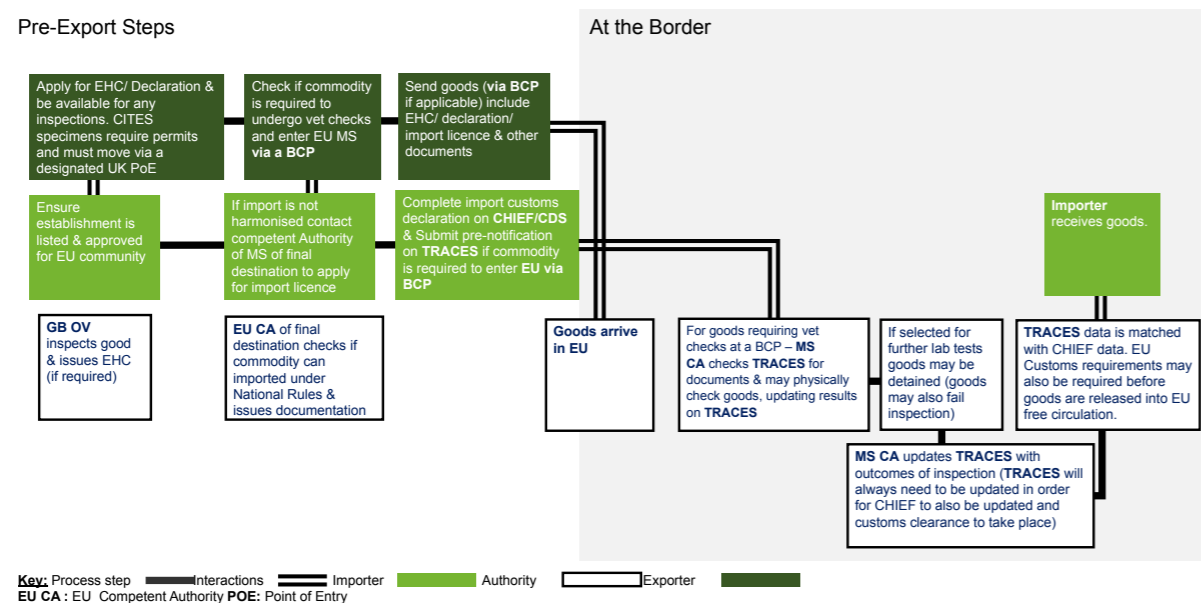 Pre-Export Steps
At the Border
Apply for EHC/ Declaration &
be available for any
inspections. CITES
specimens require permits
and must move via a
designated UK PoE
Check if commodity
is required to
undergo vet checks
and enter EU MS
via a BCP
Send goods (via BCP
if applicable) include
EHC/ declaration/
import licence & other
documents
Ensure
establishment is
listed & approved
for EU community
If import is not
harmonised contact
competent Authority
of MS of final
destination to apply
for import licence
Complete import customs
declaration on CHIEF/CDS
& Submit pre-notification
on TRACES if commodity
is required to enter EU via
BCP
Importer
receives goods.
GB OV
inspects good
& issues EHC
(if required)
EU CA of final
destination checks if
commodity can
imported under
National Rules &
issues documentation
Goods arrive
in EU
For goods requiring vet
checks at a BCP – MS
CA checks TRACES for
documents & may physically
check goods, updating results
on TRACES
If selected for
further lab tests
goods may be
detained (goods
may also fail
inspection)
TRACES data is matched
with CHIEF data. EU
Customs requirements may
also be required before
goods are released into EU
free circulation.
MS CA updates TRACES with
outcomes of inspection (TRACES will
always need to be updated in order
for CHIEF to also be updated and
customs clearance to take place)
Key: Process step Interactions Importer Authority Exporter
EU CA : EU Competent Authority POE: Point of Entry